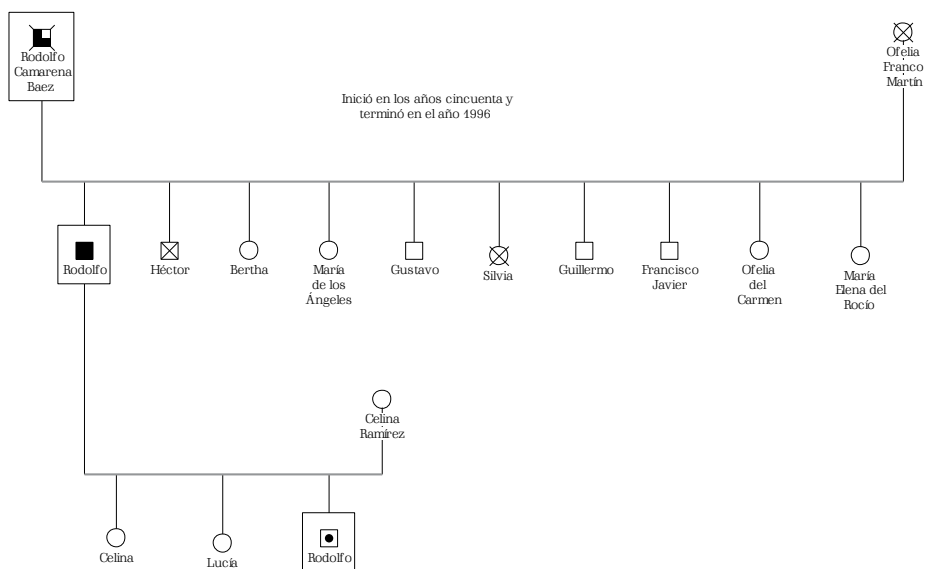 Rodolfo
Camarena
Baez
Ofelia
Franco
Martín
Inició en los años cincuenta y
terminó en el año 1996
Rodolfo
Héctor
Bertha
María
de los
Ángeles
Gustavo
Silvia
Guillermo
Francisco
Javier
Ofelia
del
Carmen
María
Elena del
Rocío
Celina
Ramírez
Celina
Lucía
Rodolfo